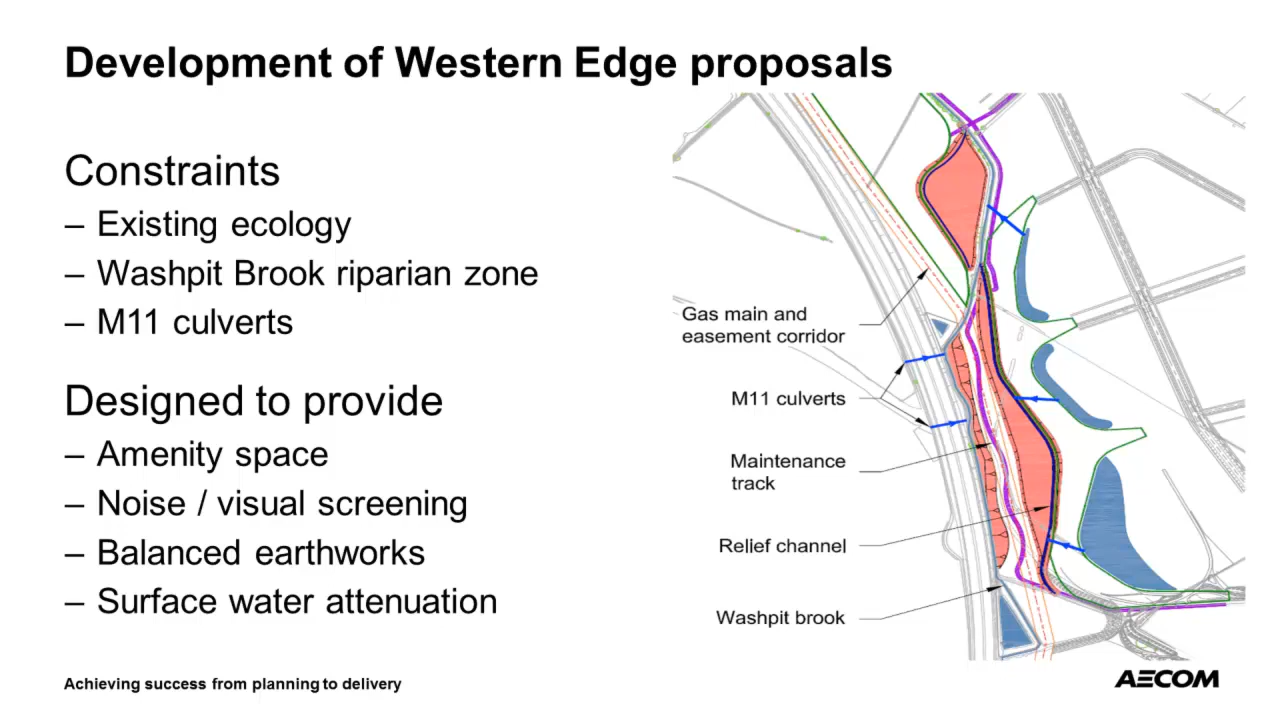 Development of Western Edge proposals
Constraints
– Existing ecology
– Washpit Brook riparian zone
– M11 culverts
Designed to provide
– Amenity space
– Noise / visual screening
– Balanced earthworks
– Surface water attenuation
Gas main and
easement corridor
M11 culverts
Maintenance
track
Relief channel
Washpit brook
Achieving success from planning to delivery
AECOM